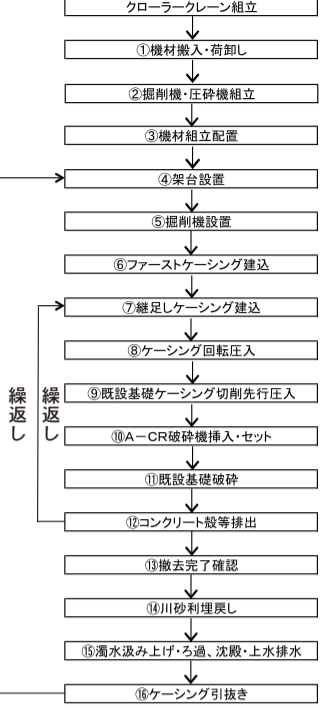 クローラークレーン組立
①機材搬入・荷卸し
②掘削機・圧砕機組立
③機材組立配置
④架台設置
⑤掘削機設置
⑥ファーストケーシング建込
⑦継足しケーシング建込
⑧ケーシング回転圧入
⑨既設基礎ケーシング切削先行圧入
⑩A－CR破砕機挿入・セット
⑪既設基礎破砕
⑫コンクリート殻等排出
⑬撤去完了確認
⑭川砂利埋戻し
⑮濁水汲み上げ・ろ過、沈殿・上水排水
⑯ケーシング引抜き
繰返し
繰返し